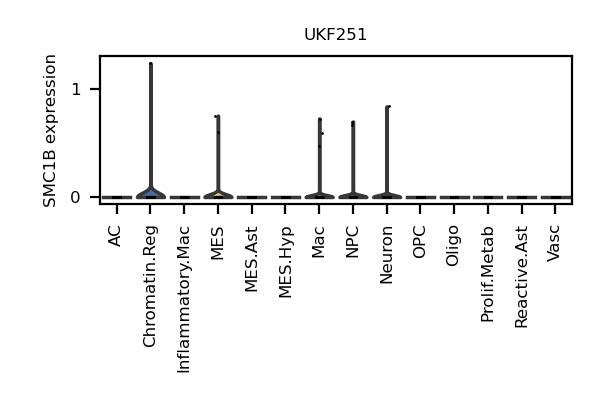 UKF251
SMC1B expression
1
0
AC
Chromatin.Reg
Inflammatory.Mac
MES
MES.Ast
MES.Hyp
Mac
NPC
Neuron
OPC
Oligo
Prolif.Metab
Reactive.Ast
Vasc